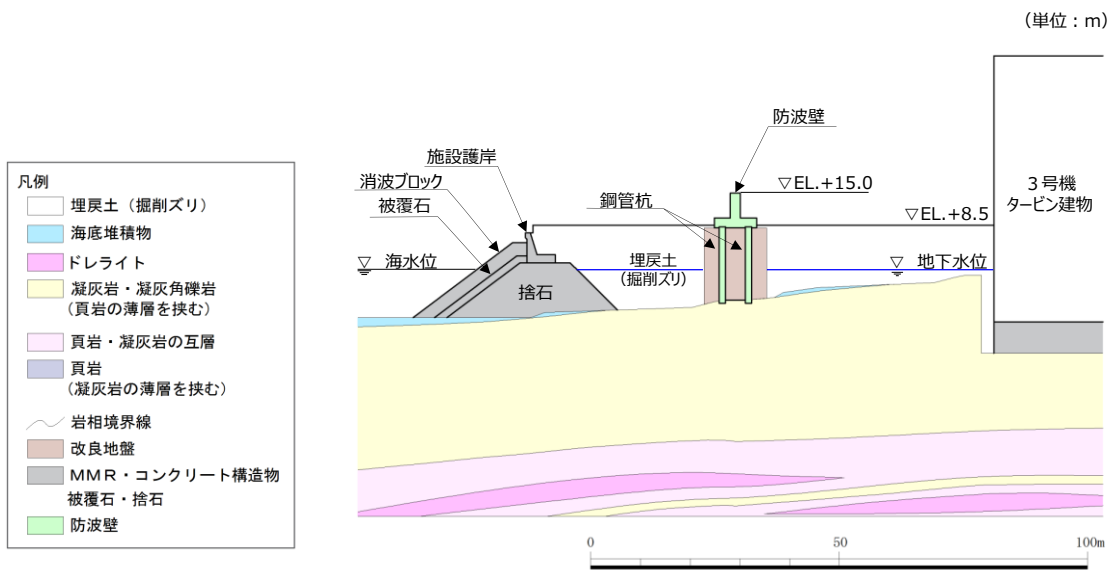 （単位：ｍ）
防波壁
施設護岸
消波ブロック
被覆石
鋼管杭
▽EL.+15.0
▽EL.+8.5
３号機
タービン建物
▽ 海水位
埋戻土
（掘削ズリ）
▽ 地下水位
捨石
凡例
埋戻土（掘削ズリ）
海底堆積物
ドレライト
凝灰岩・凝灰角礫岩
（頁岩の薄層を挟む）
頁岩・凝灰岩の互層
頁岩
（凝灰岩の薄層を挟む）
岩相境界線
改良地盤
ＭＭＲ・コンクリート構造物
被覆石・捨石
防波壁
0 50 100m